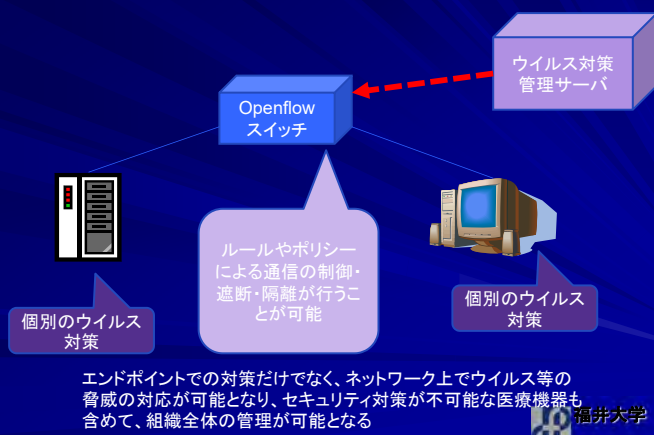 ウイルス対策
管理サーバ
Openflow
スイッチ
ルールやポリシー
による通信の制御・
遮断・隔離が行うこ
とが可能
個別のウイルス
対策
個別のウイルス
対策
エンドポイントでの対策だけでなく、ネットワーク上でウイルス等の
脅威の対応が可能となり、セキュリティ対策が不可能な医療機器も
含めて、組織全体の管理が可能となる
福井大学